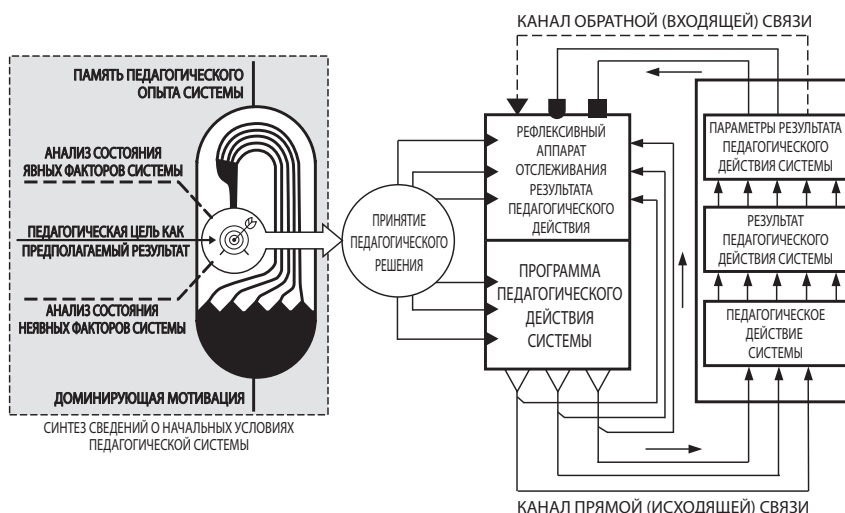 КАНАЛ ОБРАТНОЙ (ВХОДЯЩЕЙ) СВЯЗИ
ПАМЯТЬ ПЕДАГОГИЧЕСКОГО
ОПЫТА СИСТЕМЫ
АНАЛИЗ СОСТОЯНИЯ
ЯВНЫХ ФАКТОРОВ СИСТЕМЫ
ПЕДАГОГИЧЕСКАЯ ЦЕЛЬ КАК
ПРЕДПОЛАГАЕМЫЙ РЕЗУЛЬТАТ
АНАЛИЗ СОСТОЯНИЯ
НЕЯВНЫХ ФАКТОРОВ СИСТЕМЫ
ДОМИНИРУЮЩАЯ МОТИВАЦИЯ
СИНТЕЗ СВЕДЕНИЙ О НАЧАЛЬНЫХ УСЛОВИЯХ
ПЕДАГОГИЧЕСКОЙ СИСТЕМЫ
ПРИНЯТИЕ
ПЕДАГОГИЧЕСКОГО
РЕШЕНИЯ
РЕФЛЕКСИВНЫЙ
АППАРАТ
ОТСЛЕЖИВАНИЯ
РЕЗУЛЬТАТА
ПЕДАГОГИЧЕСКОГО
ДЕЙСТВИЯ
ПРОГРАММА
ПЕДАГОГИЧЕСКОГО
ДЕЙСТВИЯ
СИСТЕМЫ
ПАРАМЕТРЫ РЕЗУЛЬТАТА
ПЕДАГОГИЧЕСКОГО
ДЕЙСТВИЯ СИСТЕМЫ
РЕЗУЛЬТАТ
ПЕДАГОГИЧЕСКОГО
ДЕЙСТВИЯ СИСТЕМЫ
ПЕДАГОГИЧЕСКОЕ
ДЕЙСТВИЕ
СИСТЕМЫ
КАНАЛ ПРЯМОЙ (ИСХОДЯЩЕЙ) СВЯЗИ